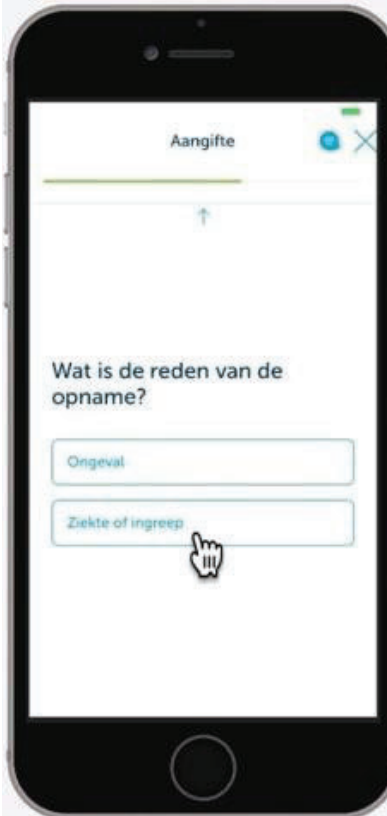 Aangifte
Wat is de reden van de
opname?
Ongeval
Ziekte of ingreep